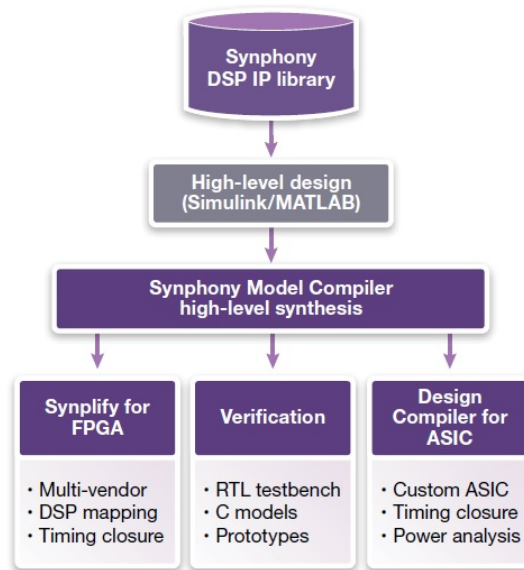 Synphony
DSP IP library
High-level design
(Simulink/MATLAB)
Synphony Model Compiler
high-level synthesis
Synplify for
FPGA
• Multi-vendor
• DSP mapping
• Timing closure
Verification
• RTL testbench
• C models
• Prototypes
Design
Compiler for
ASIC
• Custom ASIC
• Timing closure
• Power analysis